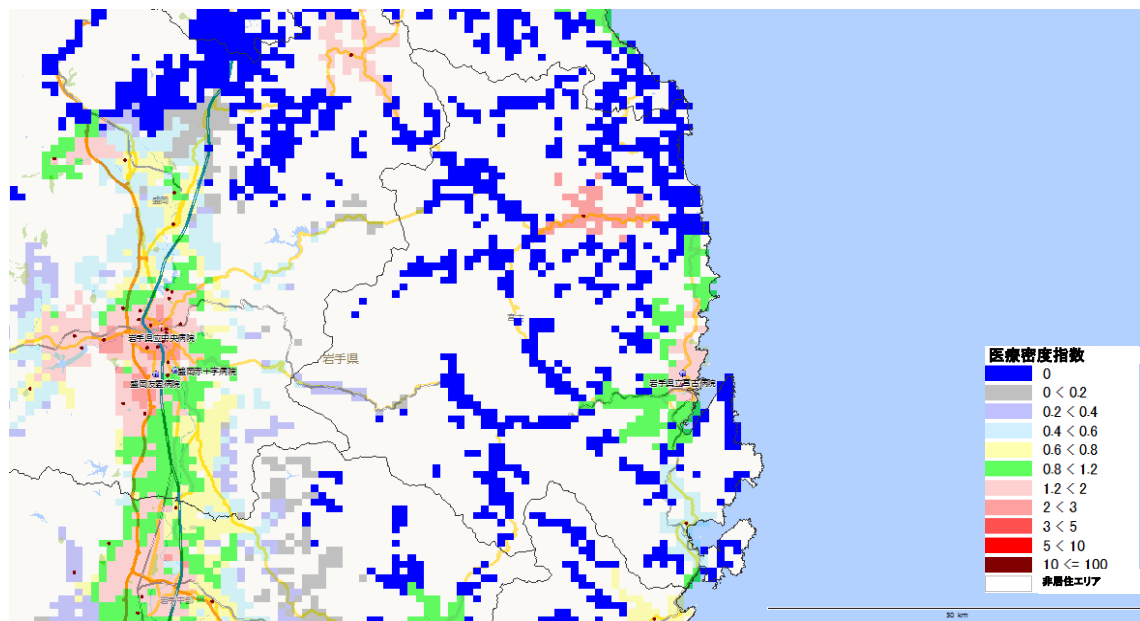 盛岡
岩手県立中央病院
盛岡赤十字病院
盛岡友愛病院
岩手県
宮古
岩手県立宮古病院
医療密度指数
0
0 < 0.2
0.2 < 0.4
0.4 < 0.6
0.6 < 0.8
0.8 < 1.2
1.2 < 2
2 < 3
3 < 5
5 < 10
10 <= 100
非居住エリア
30 km